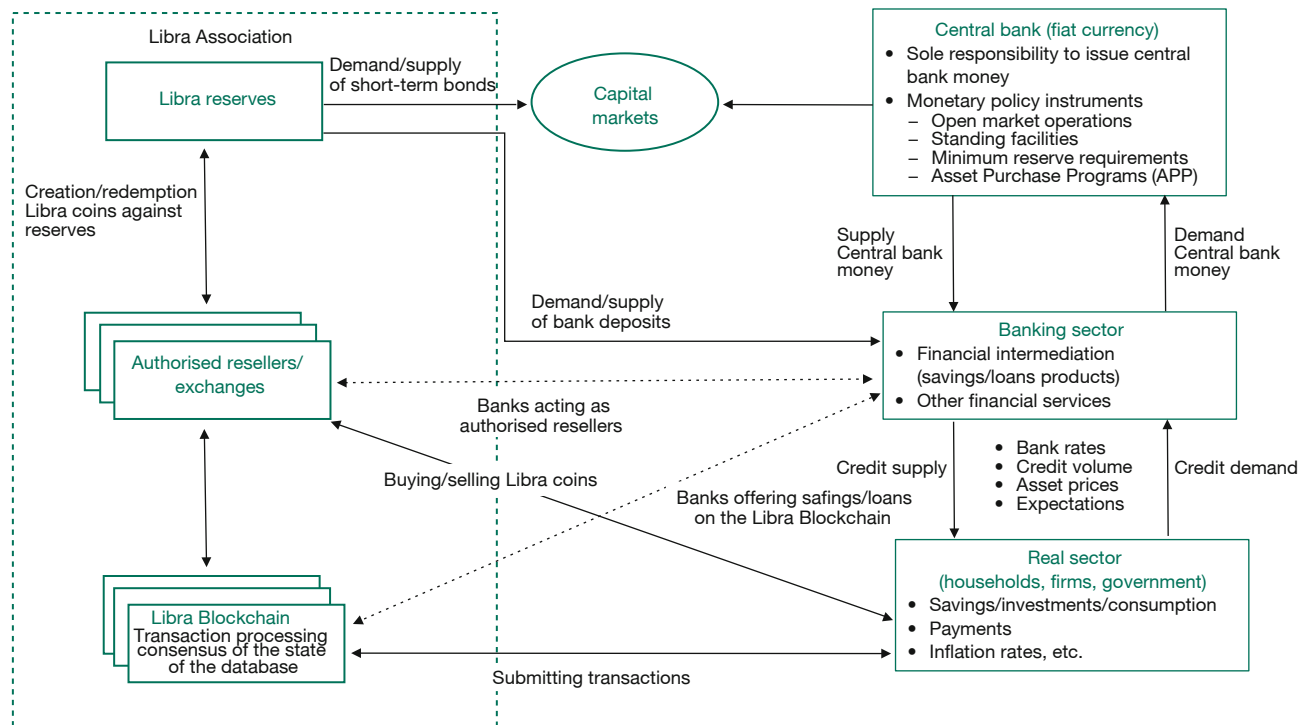 Libra Association
Libra reserves
Demand/supply
of short-term bonds
Capital
markets
Central bank (fiat currency)
• Sole responsibility to issue central
bank money
• Monetary policy instruments
– Open market operations
– Standing facilities
– Minimum reserve requirements
– Asset Purchase Programs (APP)
Creation/redemption
Libra coins against
reserves
Supply
Central bank
money
Demand
Central bank
money
Demand/supply
of bank deposits
Authorised resellers/
exchanges
Banking sector
• Financial intermediation
(savings/loans products)
• Other financial services
Banks acting as
authorised resellers
Buying/selling Libra coins
Banks offering safings/loans
on the Libra Blockchain
Credit supply
• Bank rates
• Credit volume
• Asset prices
• Expectations
Credit demand
Libra Blockchain
Transaction processing
consensus of the state
of the database
Real sector
(households, firms, government)
• Savings/investments/consumption
• Payments
• Inflation rates, etc.
Submitting transactions